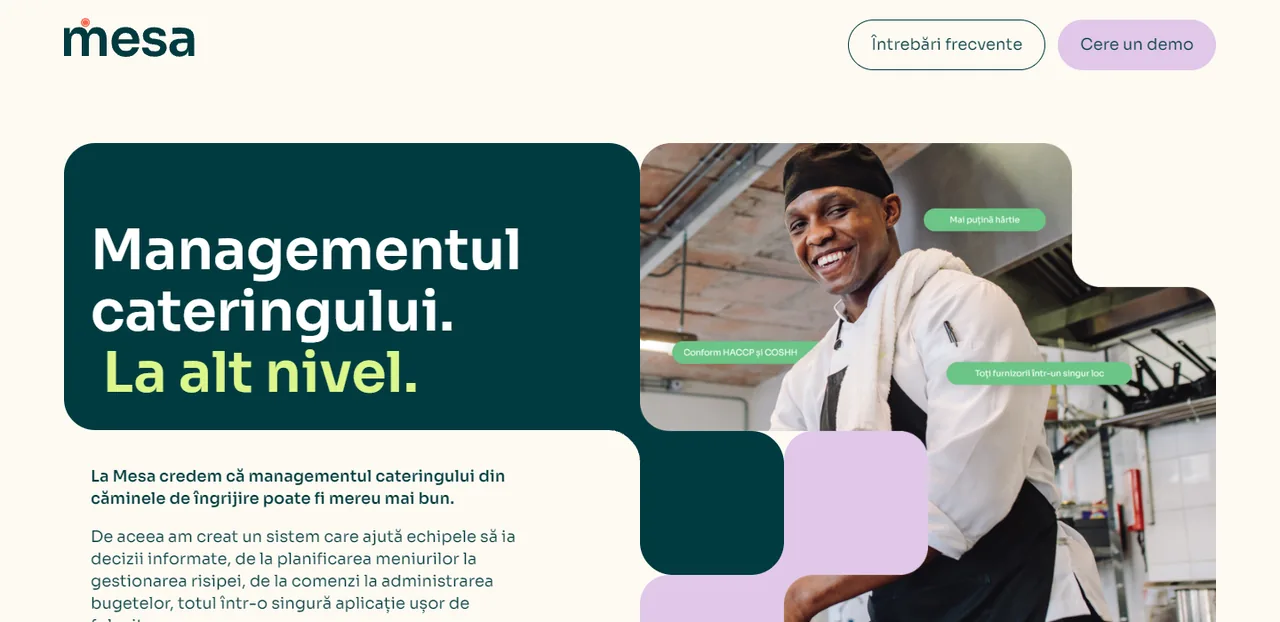 mesa
Întrebări frecvente
Cere un demo
Managementul
cateringului.
La alt nivel.
Mai puțină hârtie
Conform HACCP și COSHH
Toți furnizorii într-un singur loc
La Mesa credem că managementul cateringului din
căminele de îngrijire poate fi mereu mai bun.
De aceea am creat un sistem care ajută echipele să ia
decizii informate, de la planificarea meniurilor la
gestionarea risipei, de la comenzi la administrarea
bugetelor, totul într-o singură aplicație ușor de